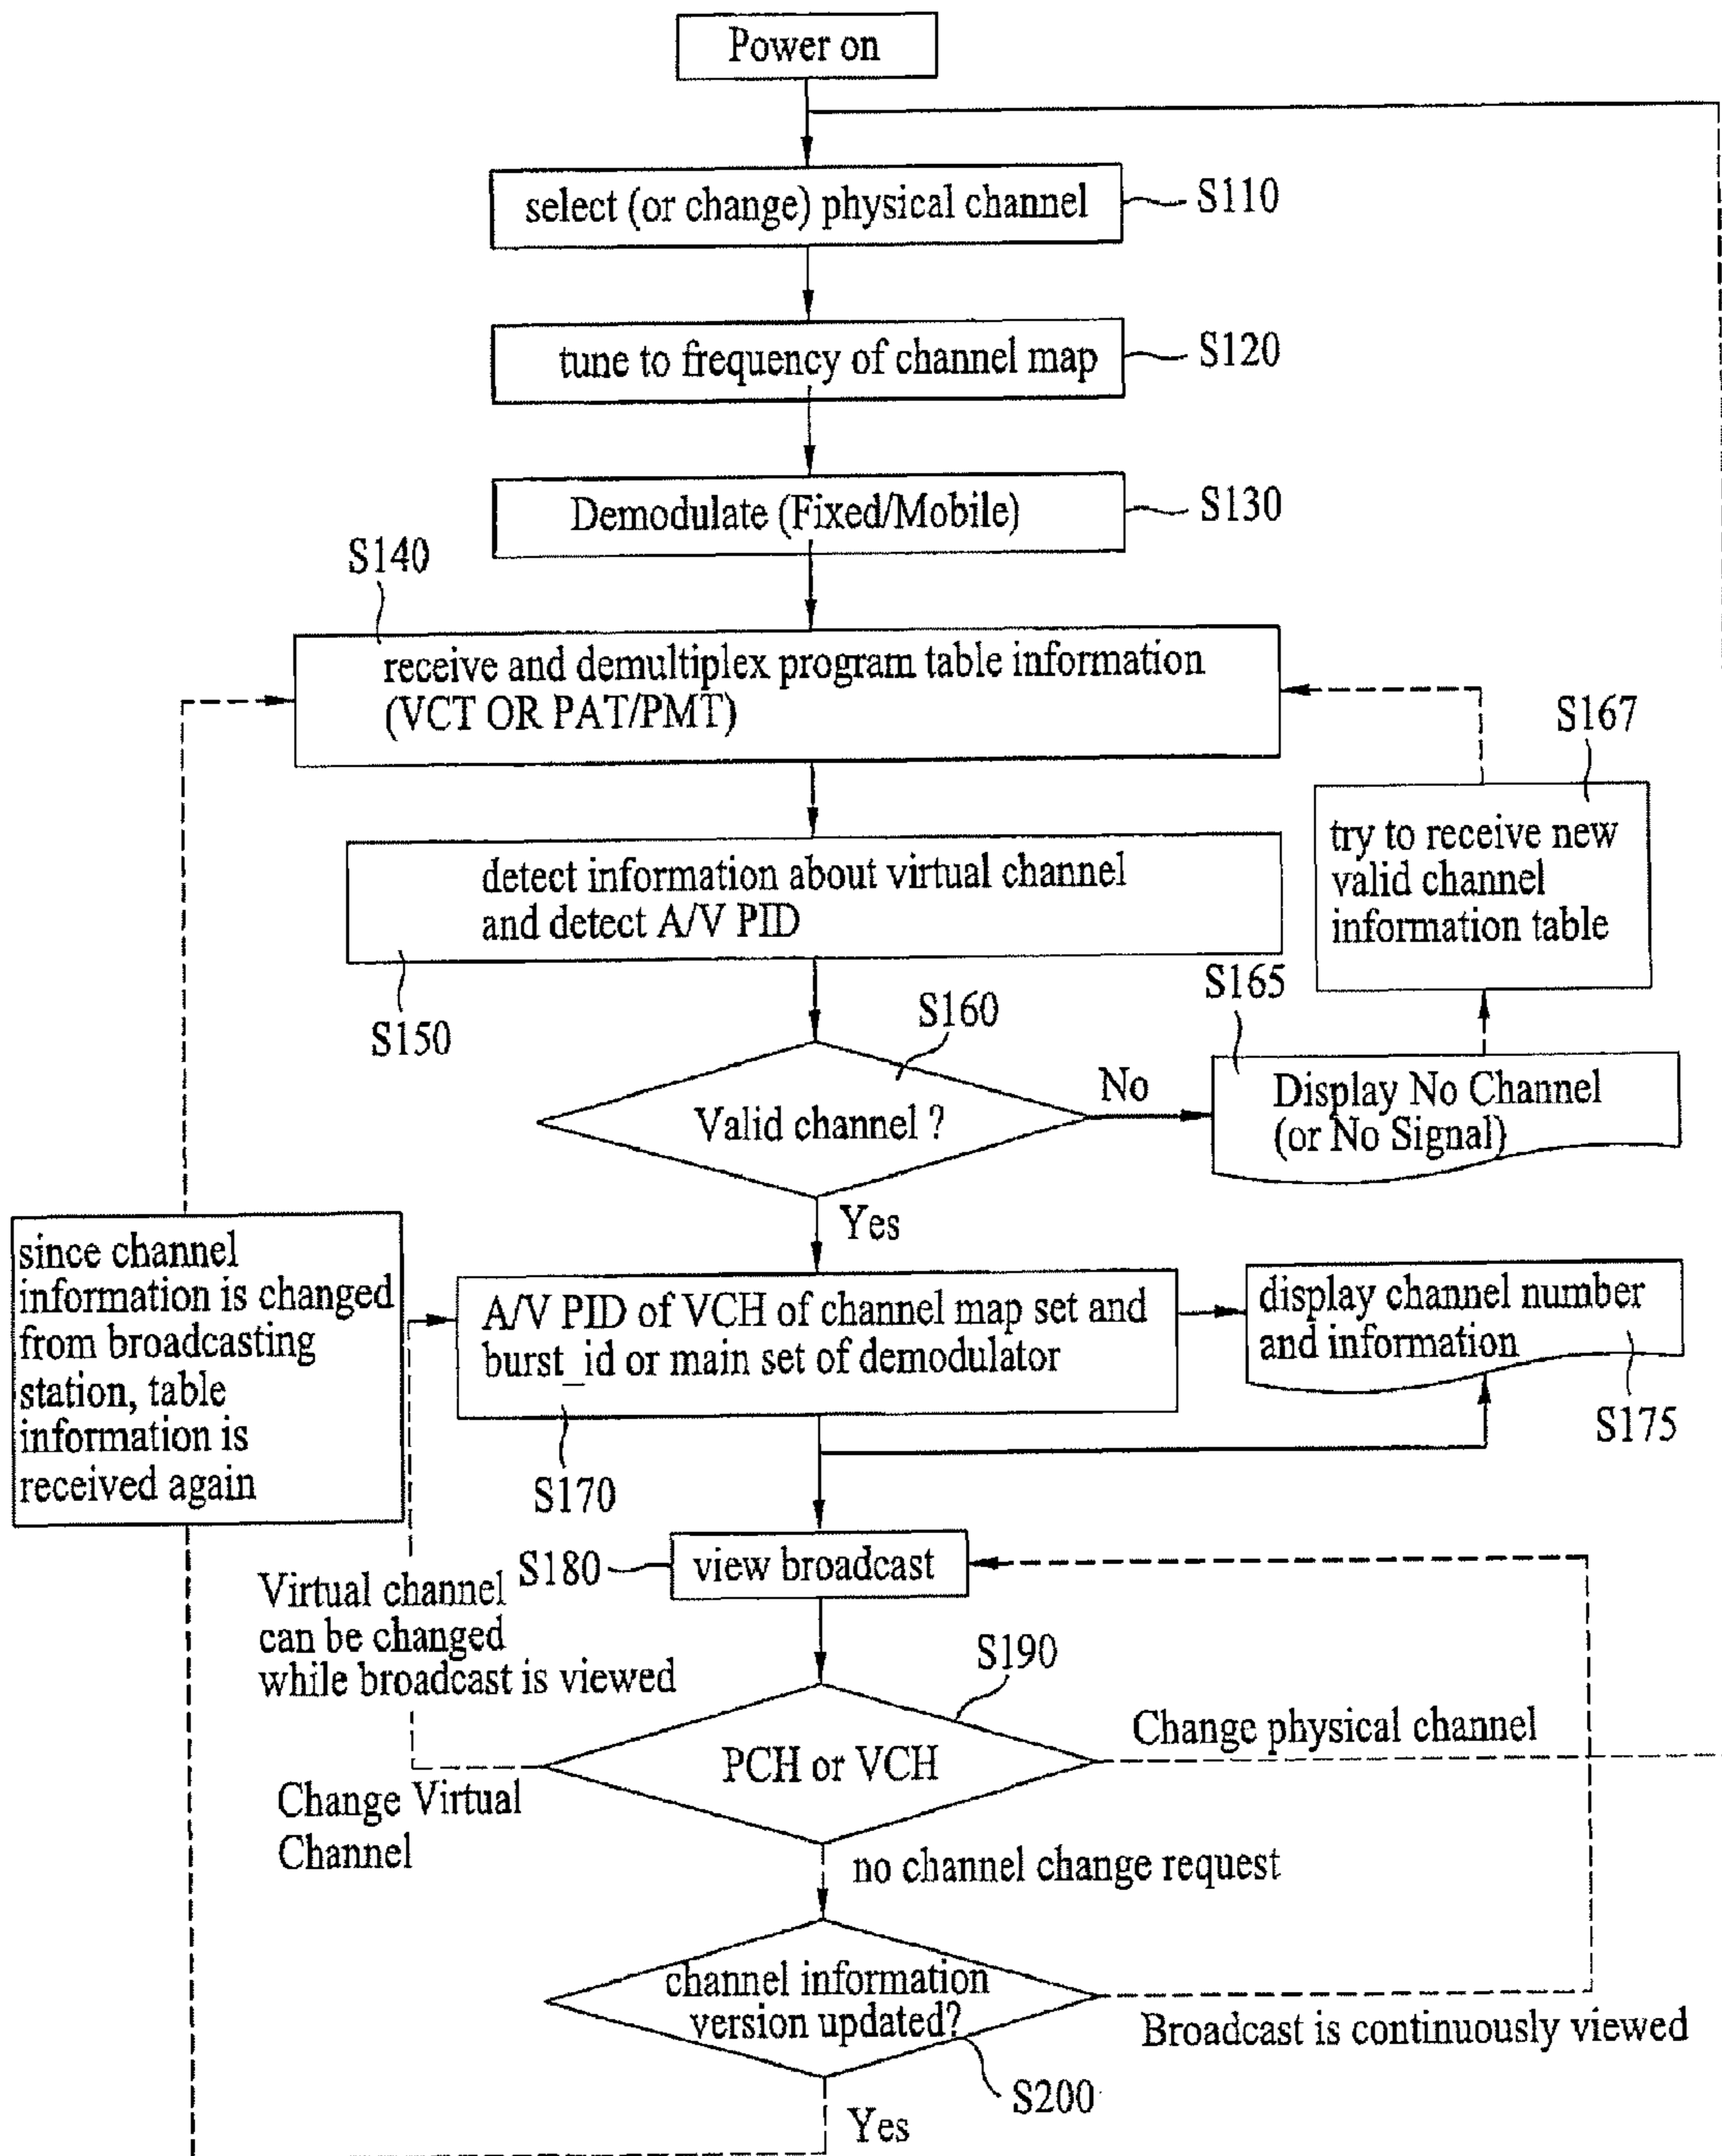 Power on
select (or change) physical channel
S110
tune to frequency of channel map
S120
Demodulate (Fixed/Mobile)
S130
S140
receive and demultiplex program table information
(VCT OR PAT/PMT)
S167
try to receive new
valid channel
information table
detect information about virtual channel
and detect A/V PID
S150
S160
S165
Valid channel ?
No
Display No Channel
(or No Signal)
Yes
since channel
information is changed
from broadcasting
station, table
information is
received again
A/V PID of VCH of channel map set and
burst_id or main set of demodulator
S170
display channel number
and information
S175
S180
view broadcast
Virtual channel
can be changed
while broadcast is viewed
S190
PCH or VCH
Change physical channel
Change Virtual
Channel
no channel change request
channel information
version updated?
Broadcast is continuously viewed
S200
Yes